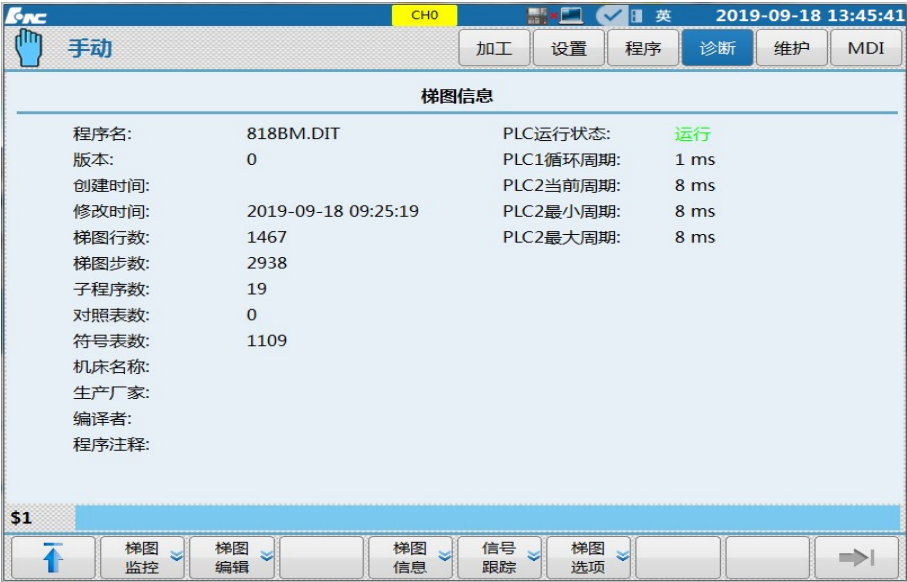 HNC CH0 英 2019-09-18 13:45:41
手动 加工 设置 程序 诊断 维护 MDI
梯图信息
程序名: 818BM.DIT PLC运行状态: 运行
版本: 0 PLC1循环周期: 1 ms
创建时间: PLC2当前周期: 8 ms
修改时间: 2019-09-18 09:25:19 PLC2最小周期: 8 ms
梯图行数: 1467 PLC2最大周期: 8 ms
梯图步数: 2938
子程序数: 19
对照表数: 0
符号表数: 1109
机床名称:
生产厂家:
编译者:
程序注释:
$1
梯图 梯图 梯图 信号 梯图
监控 编辑 信息 跟踪 选项